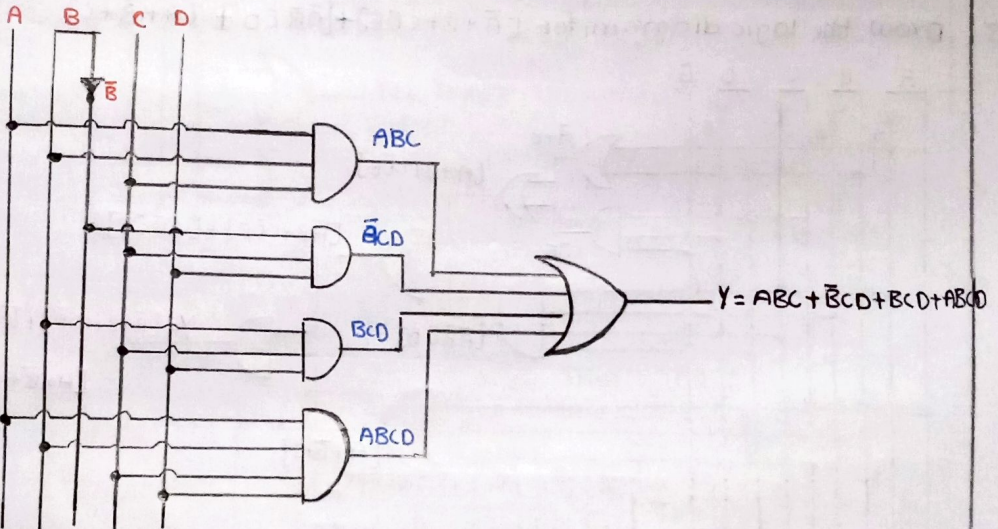 A B C D
B̄
ABC
B̄CD
Y = ABC + B̄CD + BCD + ABCD
BCD
ABCD